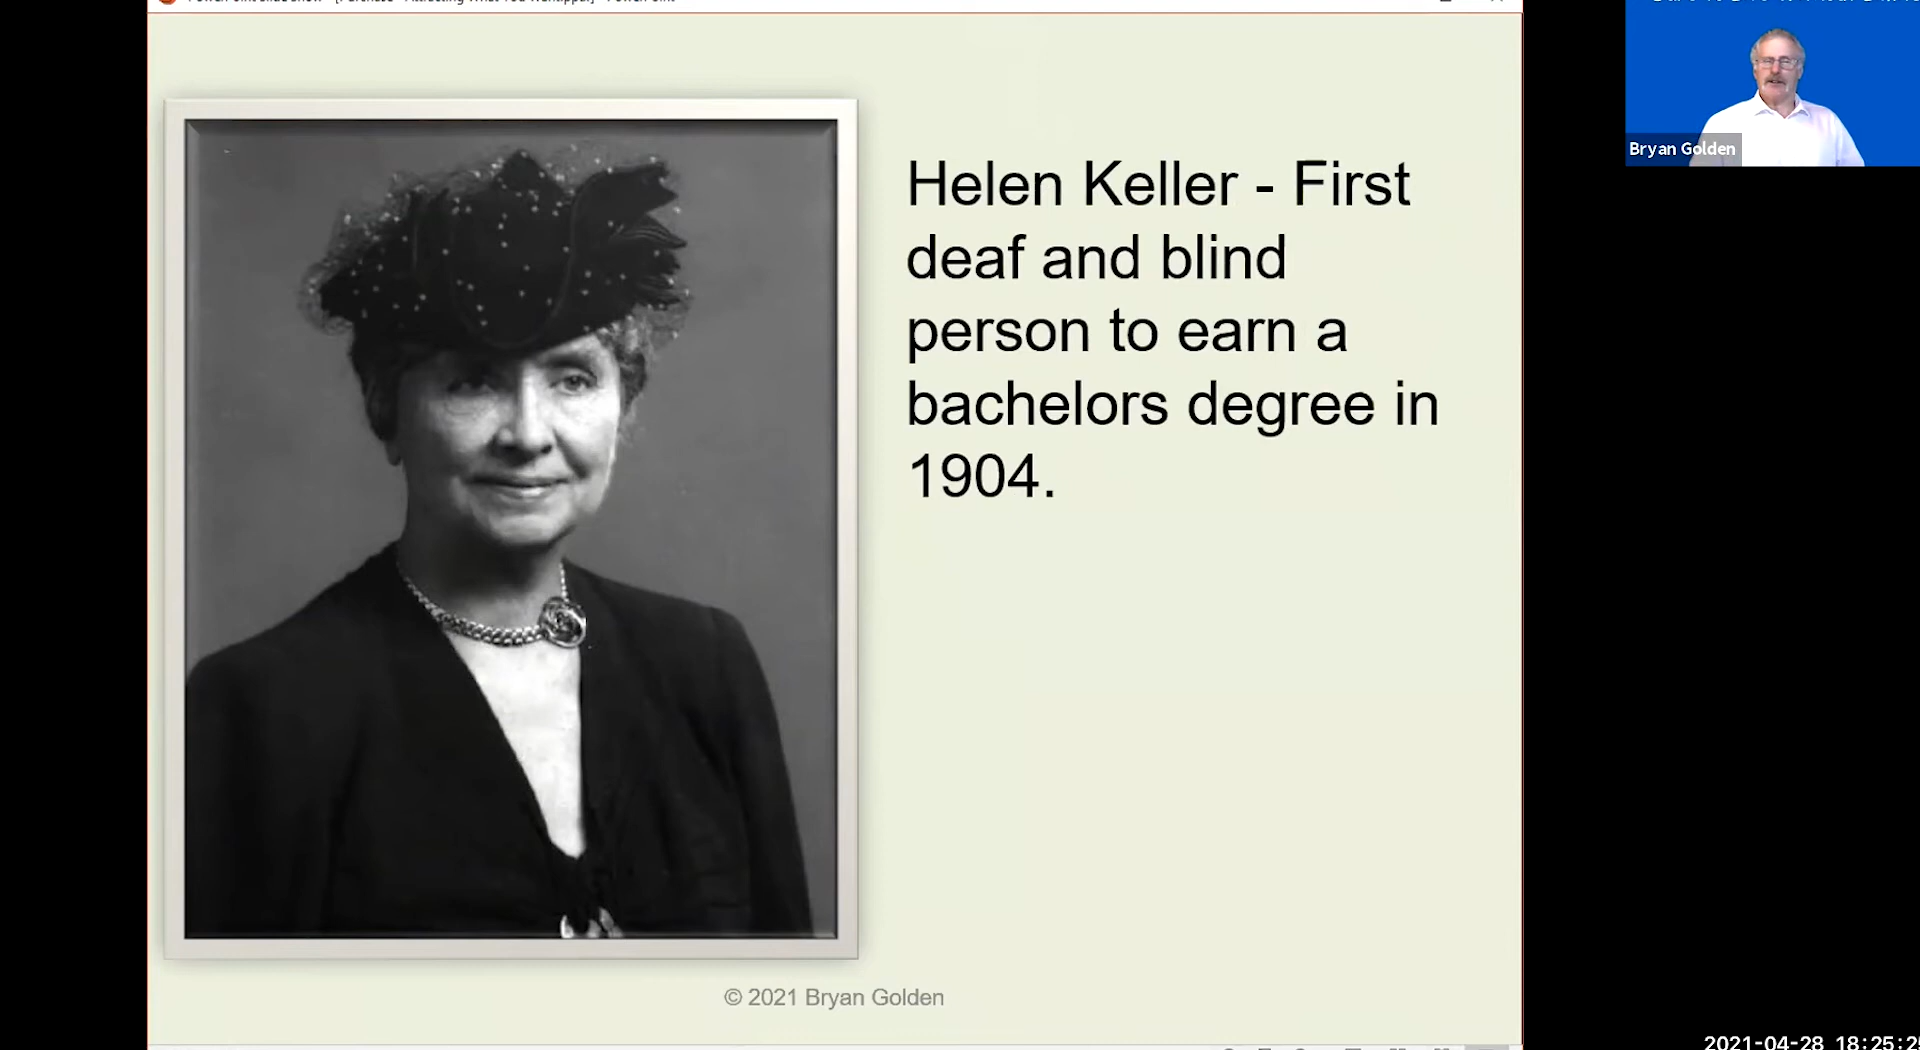 Helen Keller - First
deaf and blind
person to earn a
bachelors degree in
1904.
© 2021 Bryan Golden
Bryan Golden
2021-04-28 18:25:2